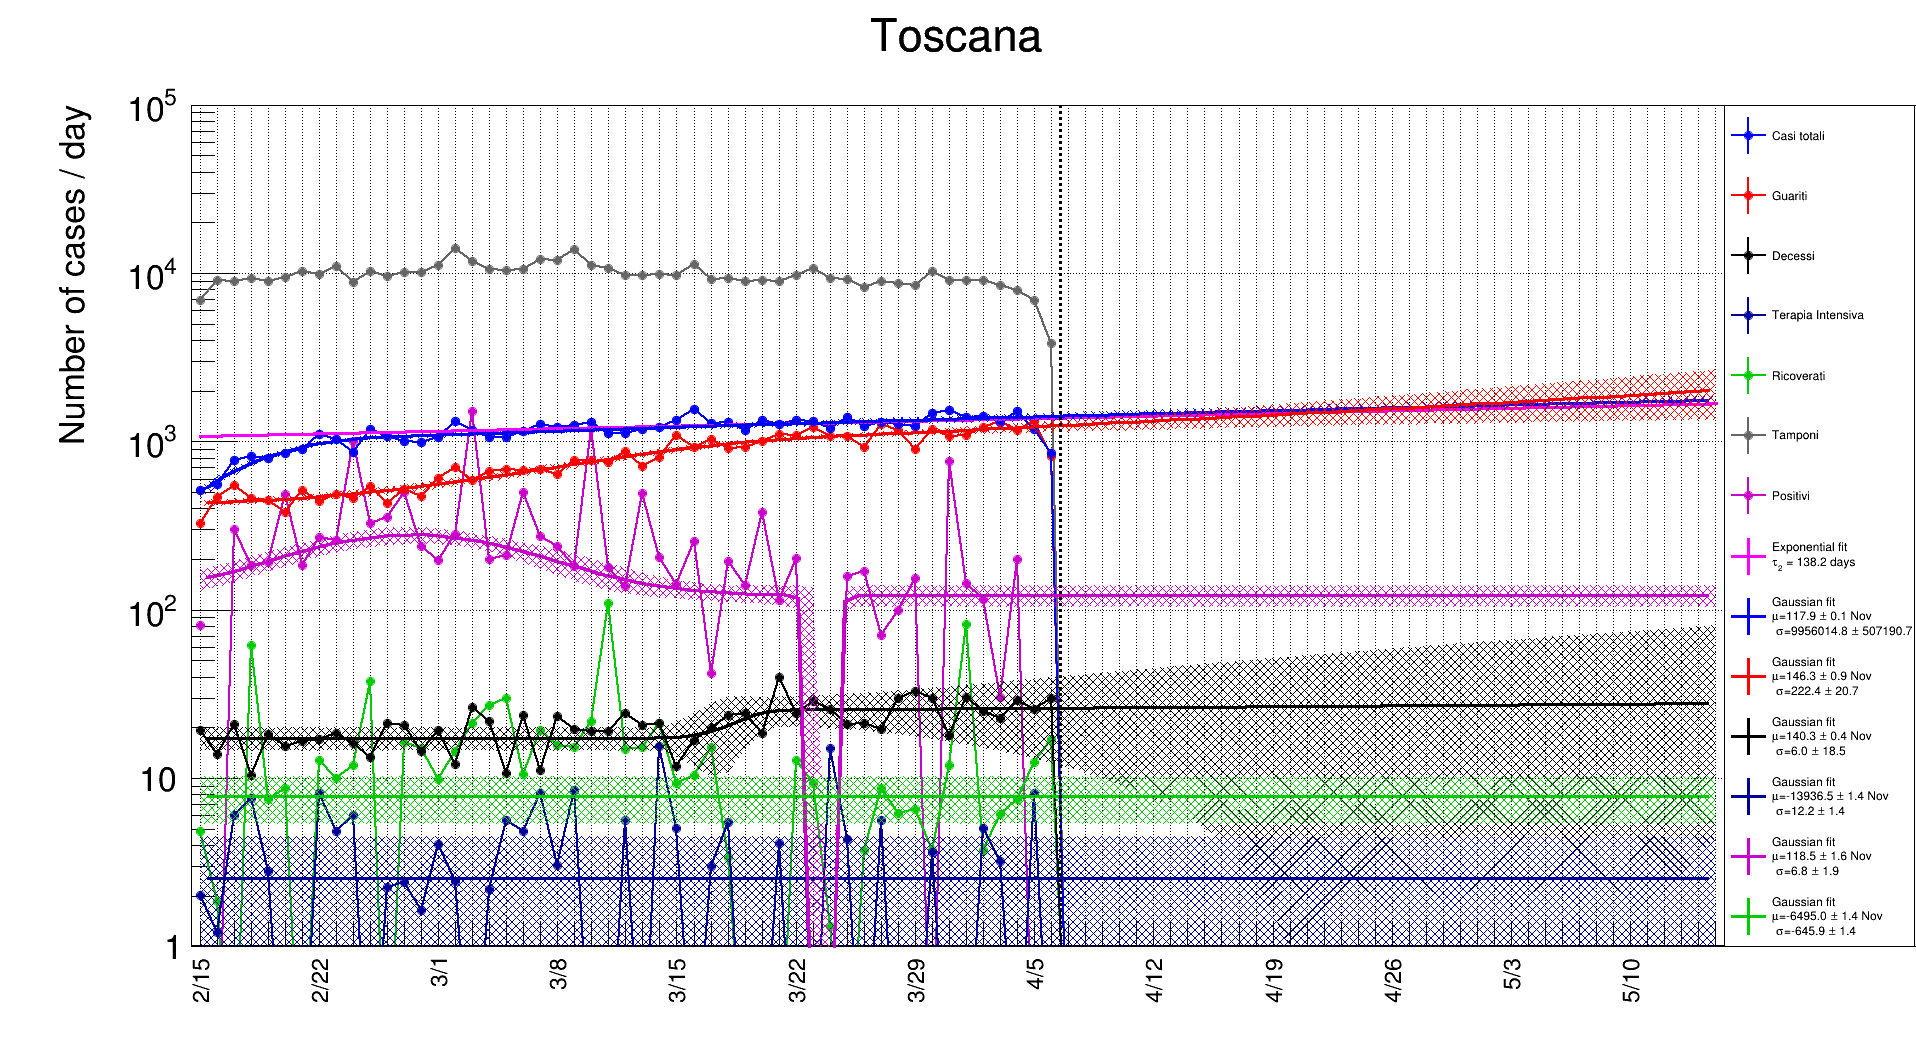 Toscana
Number of cases / day
10^5
10^4
10^3
10^2
10
1
2/15
2/22
3/1
3/8
3/15
3/22
3/29
4/5
4/12
4/19
4/26
5/3
5/10
Casi totali
Guariti
Decessi
Terapia Intensiva
Ricoverati
Tamponi
Positivi
Exponential fit
τ₂ = 138.2 days
Gaussian fit
μ=117.9 ± 0.1 Nov
σ=9956014.8 ± 507190.7
Gaussian fit
μ=146.3 ± 0.9 Nov
σ=222.4 ± 20.7
Gaussian fit
μ=140.3 ± 0.4 Nov
σ=6.0 ± 18.5
Gaussian fit
μ=-13936.5 ± 1.4 Nov
σ=12.2 ± 1.4
Gaussian fit
μ=118.5 ± 1.6 Nov
σ=6.8 ± 1.9
Gaussian fit
μ=-6495.0 ± 1.4 Nov
σ=-645.9 ± 1.4